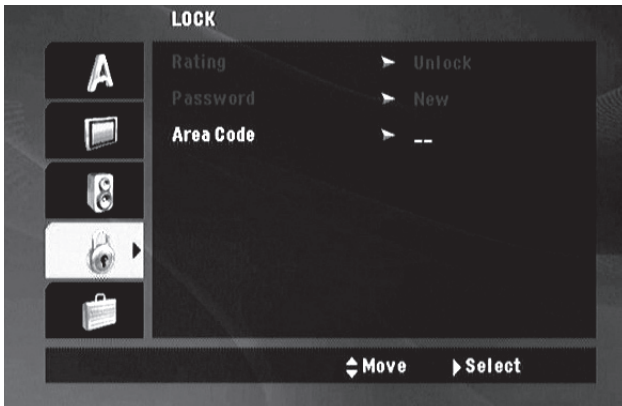 LOCK
A
Rating Unlock
Password New
Area Code _ _
Move Select